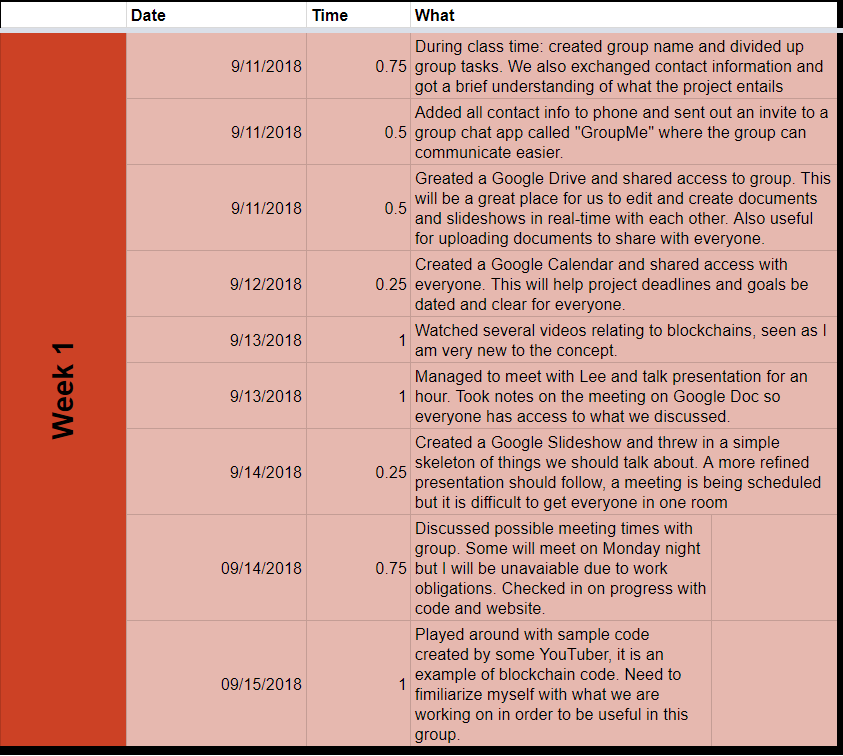 Date Time What
Week 1
9/11/2018 0.75 During class time: created group name and divided up
group tasks. We also exchanged contact information and
got a brief understanding of what the project entails
9/11/2018 0.5 Added all contact info to phone and sent out an invite to a
group chat app called "GroupMe" where the group can
communicate easier.
9/11/2018 0.5 Greated a Google Drive and shared access to group. This
will be a great place for us to edit and create documents
and slideshows in real-time with each other. Also useful
for uploading documents to share with everyone.
9/12/2018 0.25 Created a Google Calendar and shared access with
everyone. This will help project deadlines and goals be
dated and clear for everyone.
9/13/2018 1 Watched several videos relating to blockchains, seen as I
am very new to the concept.
9/13/2018 1 Managed to meet with Lee and talk presentation for an
hour. Took notes on the meeting on Google Doc so
everyone has access to what we discussed.
9/14/2018 0.25 Created a Google Slideshow and threw in a simple
skeleton of things we should talk about. A more refined
presentation should follow, a meeting is being scheduled
but it is difficult to get everyone in one room
09/14/2018 0.75 Discussed possible meeting times with
group. Some will meet on Monday night
but I will be unavaiable due to work
obligations. Checked in on progress with
code and website.
09/15/2018 1 Played around with sample code
created by some YouTuber, it is an
example of blockchain code. Need to
fimiliarize myself with what we are
working on in order to be useful in this
group.